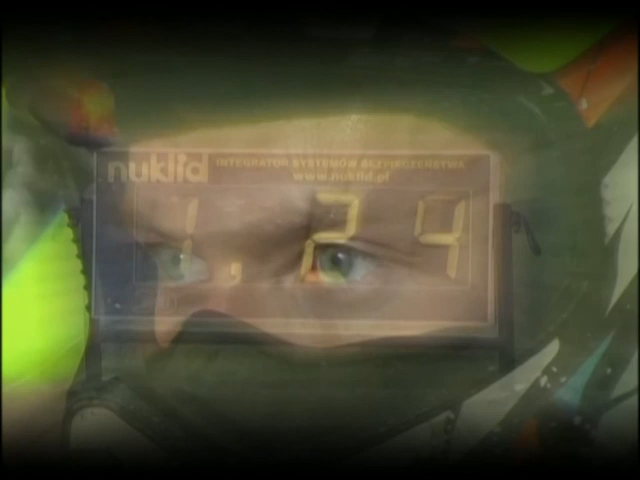 nuklid
INTEGRATOR SYSTEMÓW BEZPIECZEŃSTWA
www.nuklid.pl
1,24